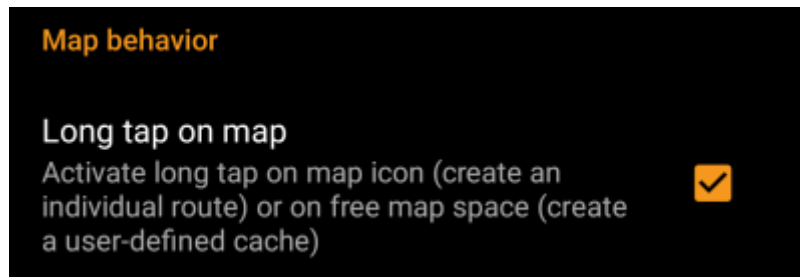 Map behavior
Long tap on map
Activate long tap on map icon (create an
individual route) or on free map space (create
a user-defined cache)